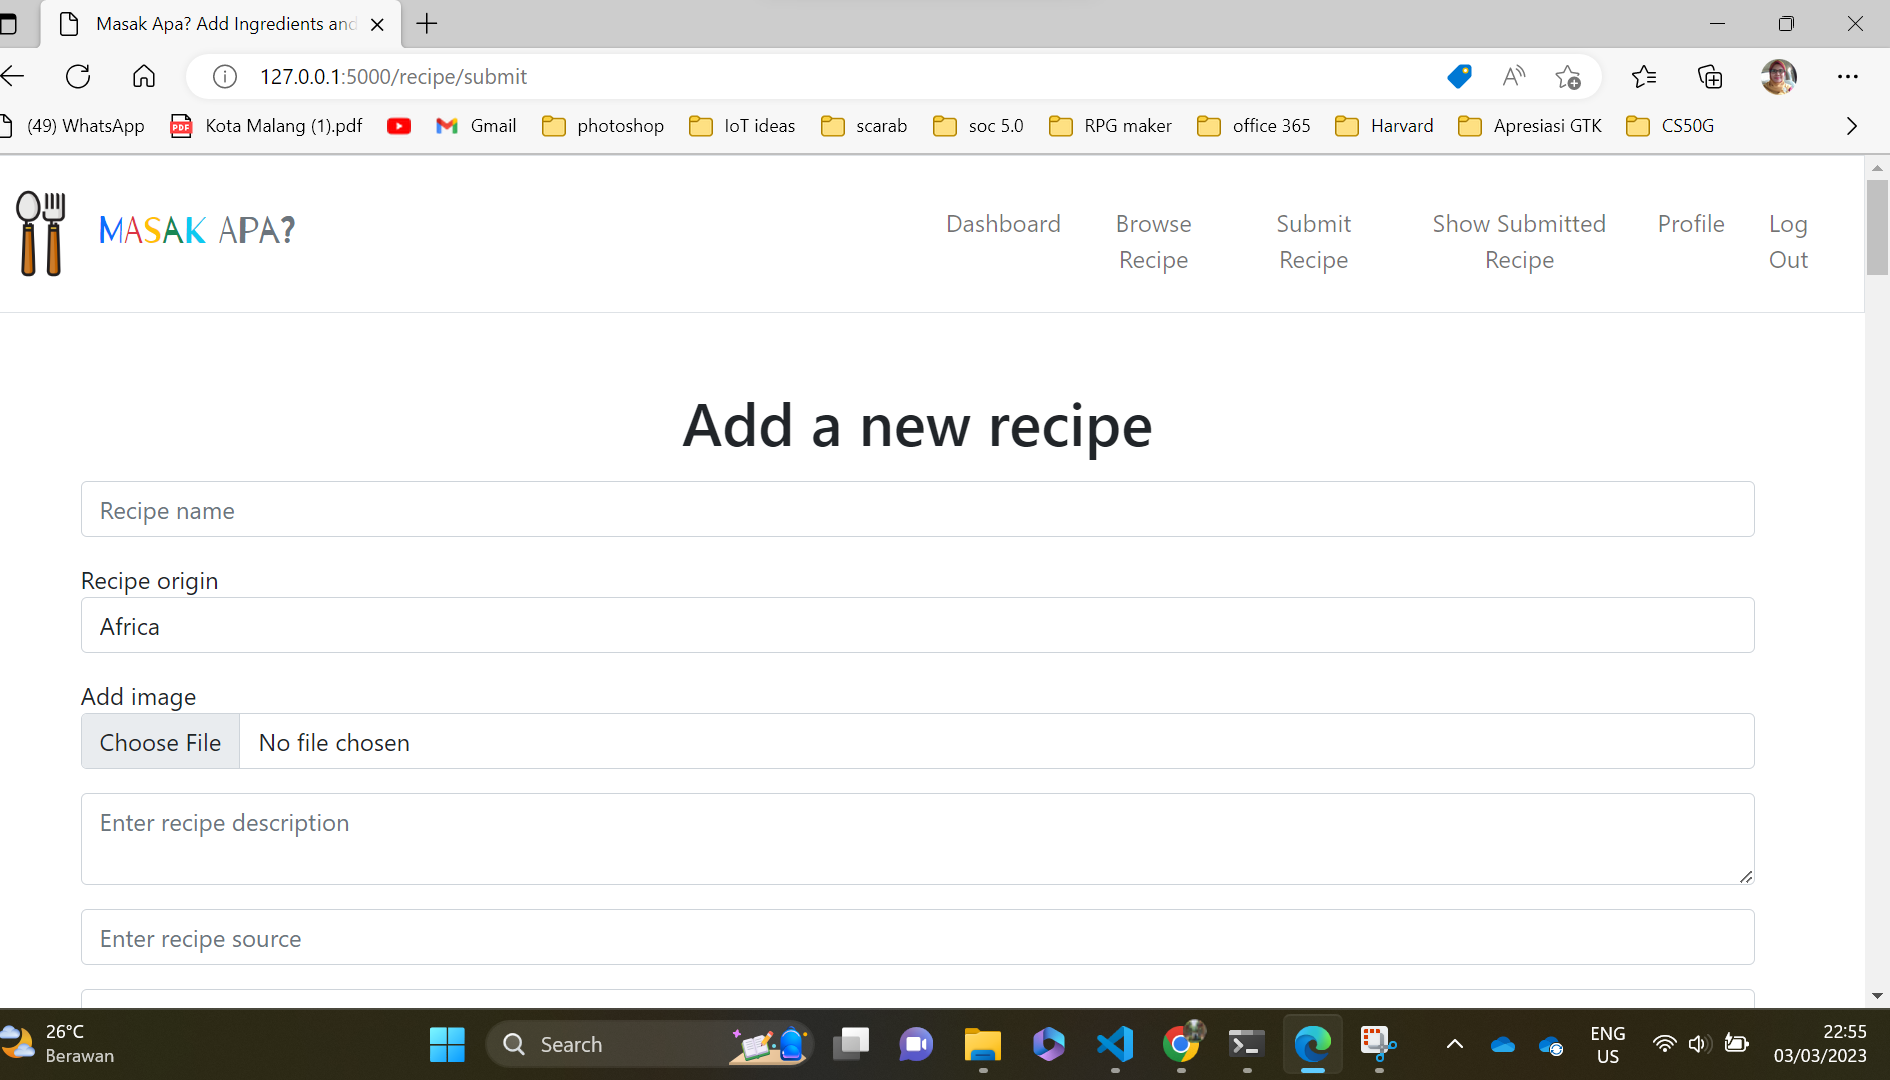 Masak Apa? Add Ingredients and
127.0.0.1:5000/recipe/submit
(49) WhatsApp
PDF
Kota Malang (1).pdf
Gmail
photoshop
IoT ideas
scarab
soc 5.0
RPG maker
office 365
Harvard
Apresiasi GTK
CS50G
MASAK APA?
Dashboard
Browse
Recipe
Submit
Recipe
Show Submitted
Recipe
Profile
Log
Out
Add a new recipe
Recipe name
Recipe origin
Africa
Add image
Choose File
No file chosen
Enter recipe description
Enter recipe source
26°C
Berawan
Search
ENG
US
22:55
03/03/2023